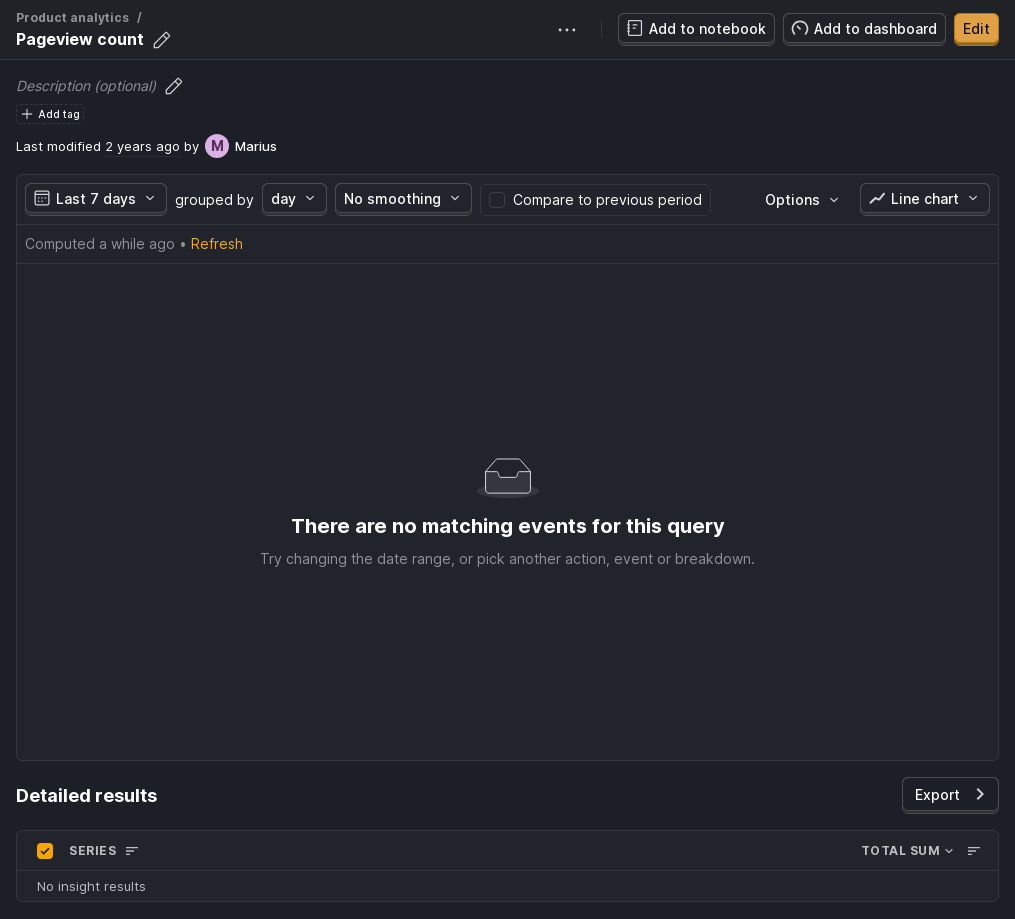 Product analytics /
Pageview count
Add to notebook
Add to dashboard
Edit
Description (optional)
Add tag
Last modified 2 years ago by M Marius
Last 7 days grouped by day No smoothing Compare to previous period Options Line chart
Computed a while ago • Refresh
There are no matching events for this query
Try changing the date range, or pick another action, event or breakdown.
Detailed results
Export
SERIES
TOTAL SUM
No insight results